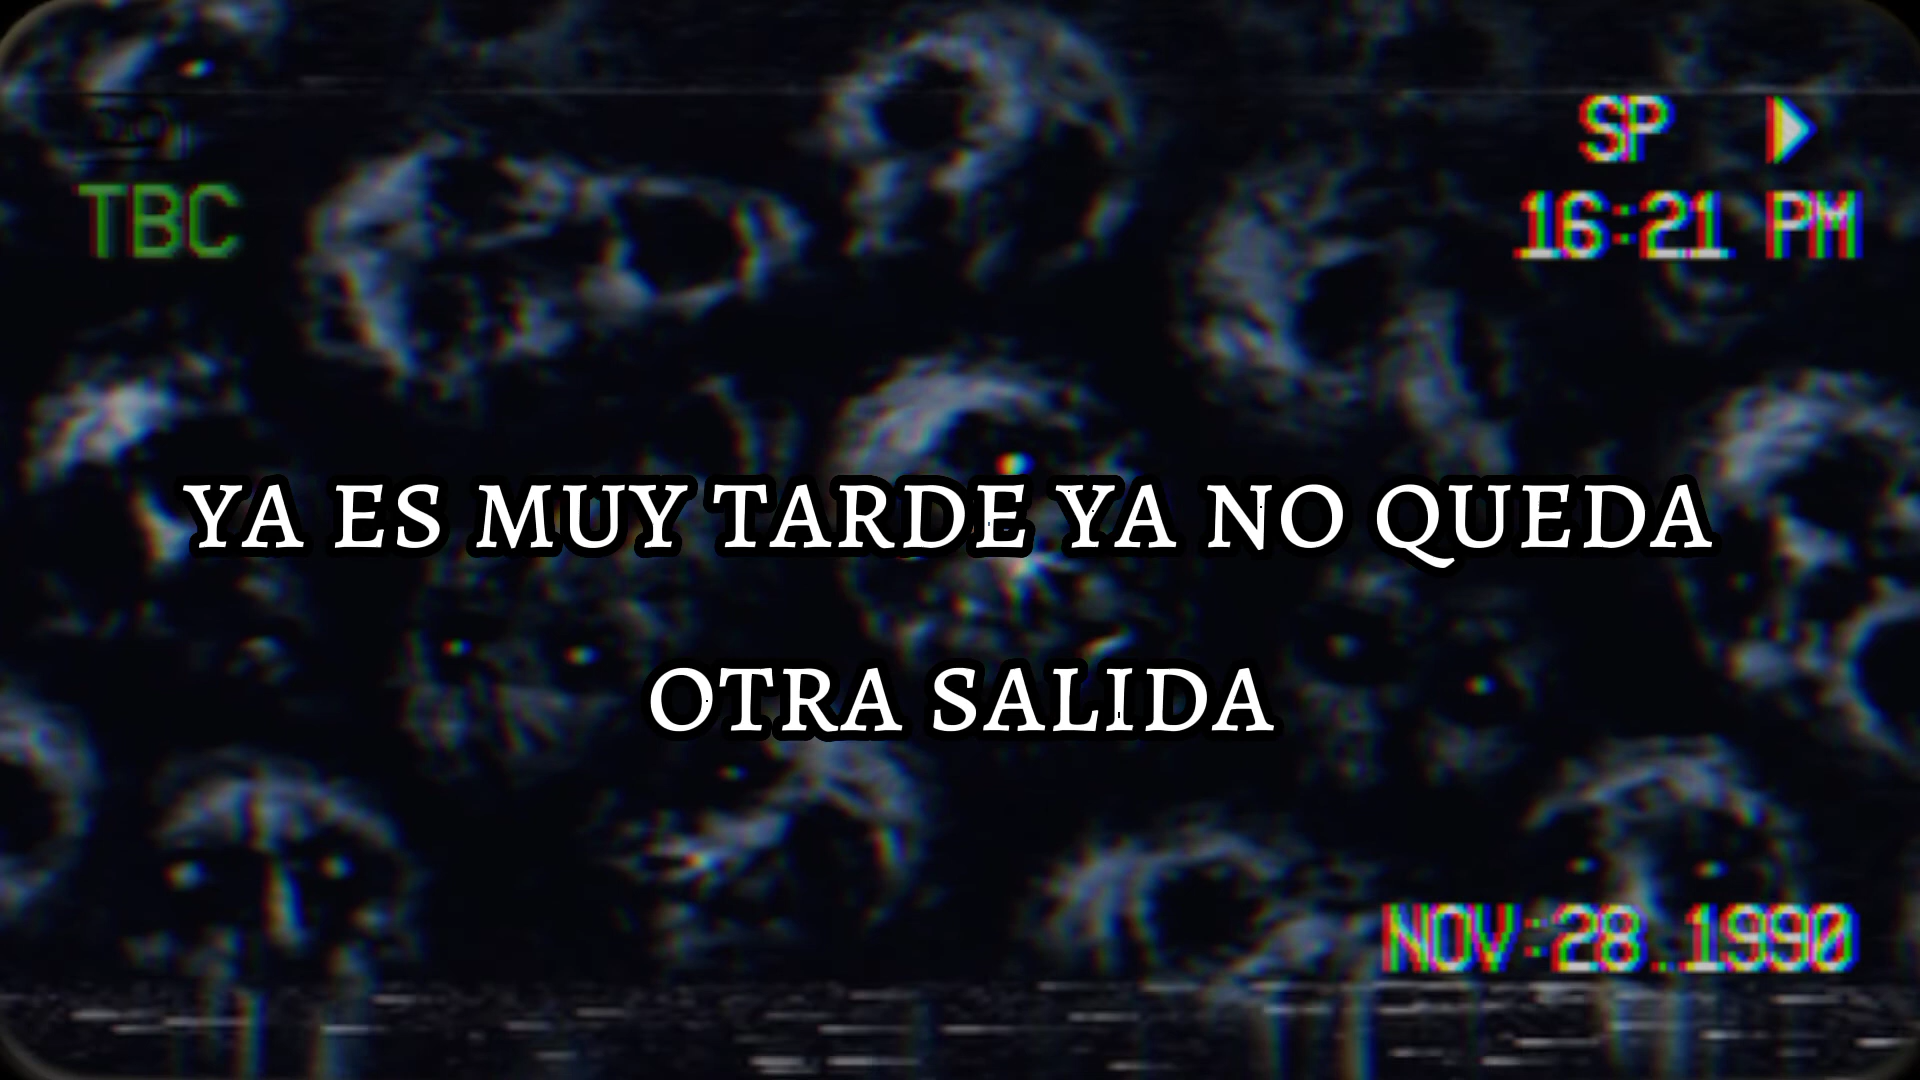 SP
TBC
16:21 PM
YA ES MUY TARDE YA NO QUEDA
OTRA SALIDA
NOV:28.1990